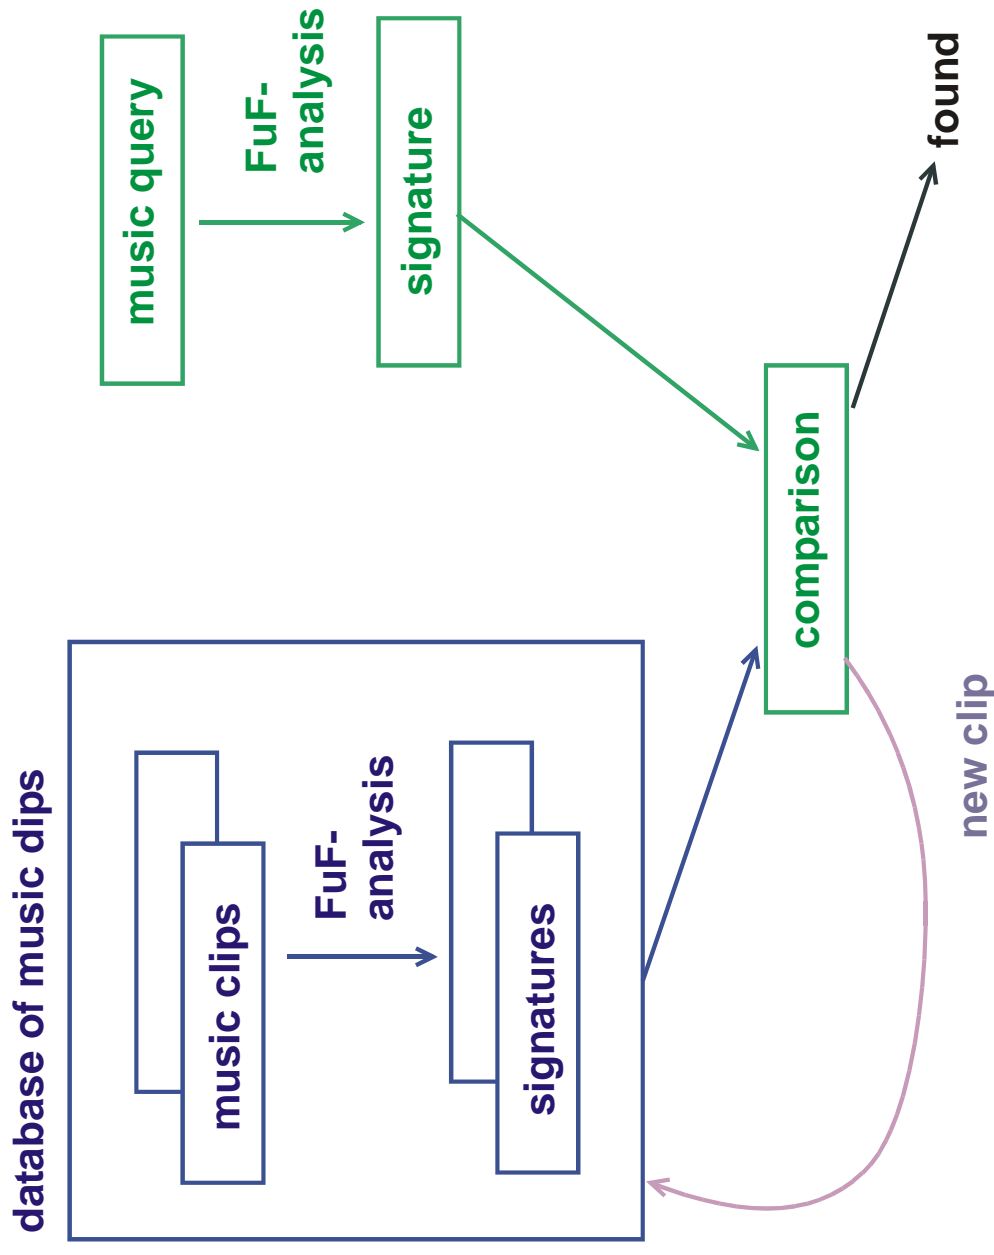 database of music dips
music clips
FuF-
analysis
signatures
music query
FuF-
analysis
signature
comparison
new clip
found